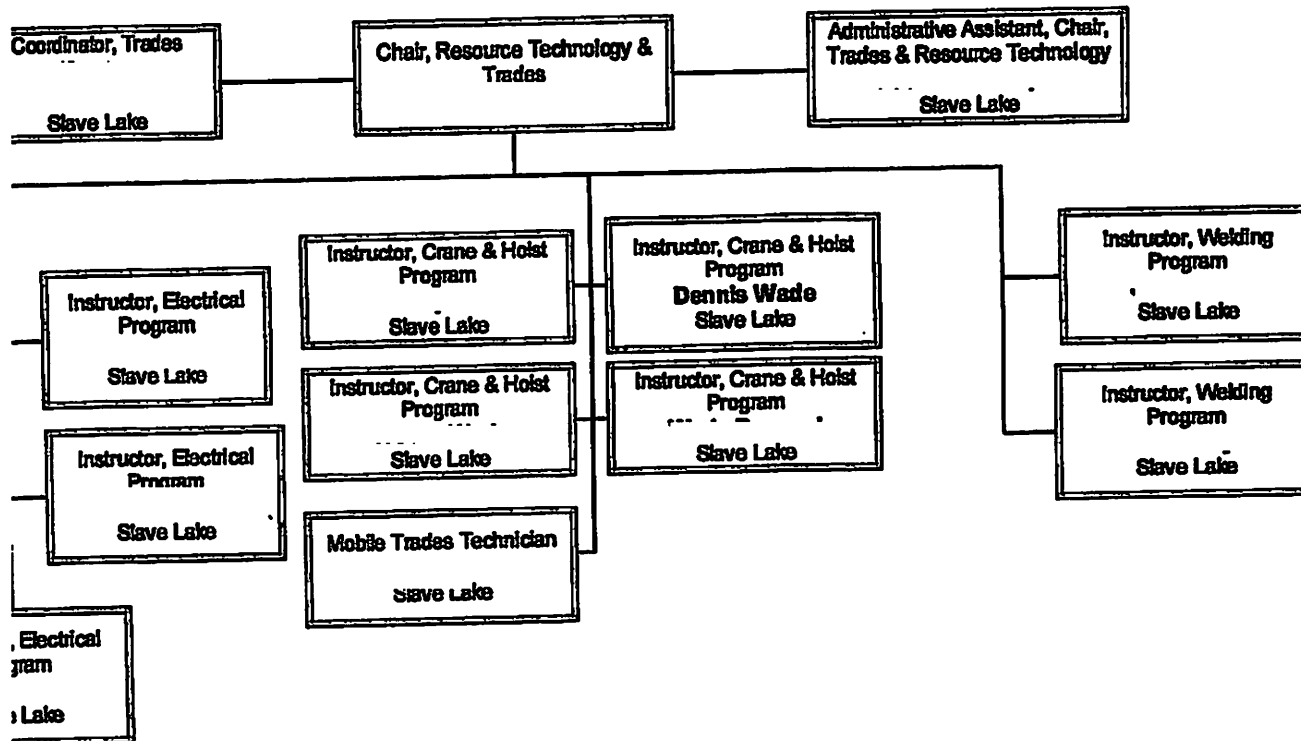 Coordinator, Trades
Slave Lake
Chair, Resource Technology &
Trades
Administrative Assistant, Chair,
Trades & Resource Technology
Slave Lake
Instructor, Electrical
Program
Slave Lake
Instructor, Electrical
Program
Slave Lake
, Electrical
gram
Lake
Instructor, Crane & Hoist
Program
Slave Lake
Instructor, Crane & Hoist
Program
Slave Lake
Mobile Trades Technician
Slave Lake
Instructor, Crane & Hoist
Program
Dennis Wade
Slave Lake
Instructor, Crane & Hoist
Program
Slave Lake
Instructor, Welding
Program
Slave Lake
Instructor, Welding
Program
Slave Lake